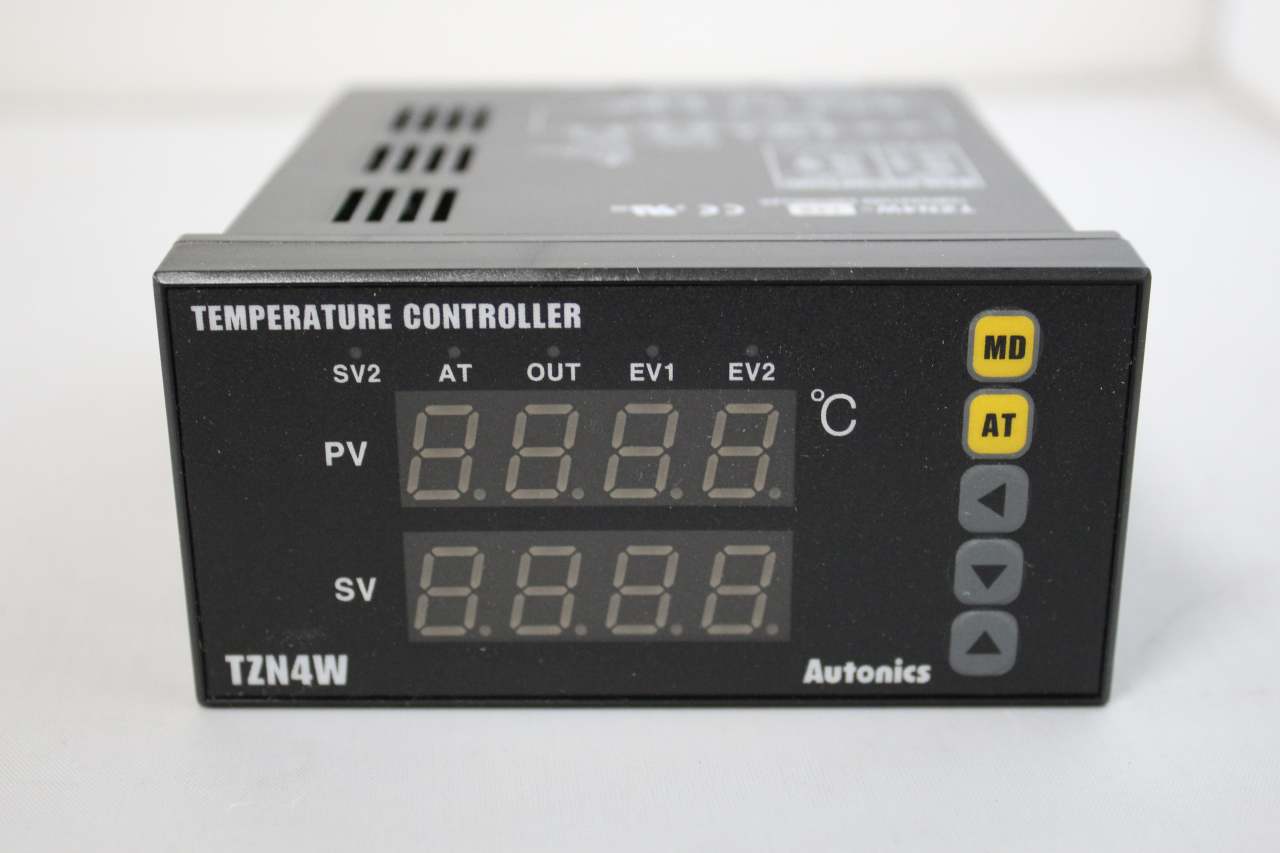 TEMPERATURE CONTROLLER
SV2 AT OUT EV1 EV2
PV
°C
SV
TZN4W
Autonics
MD
AT